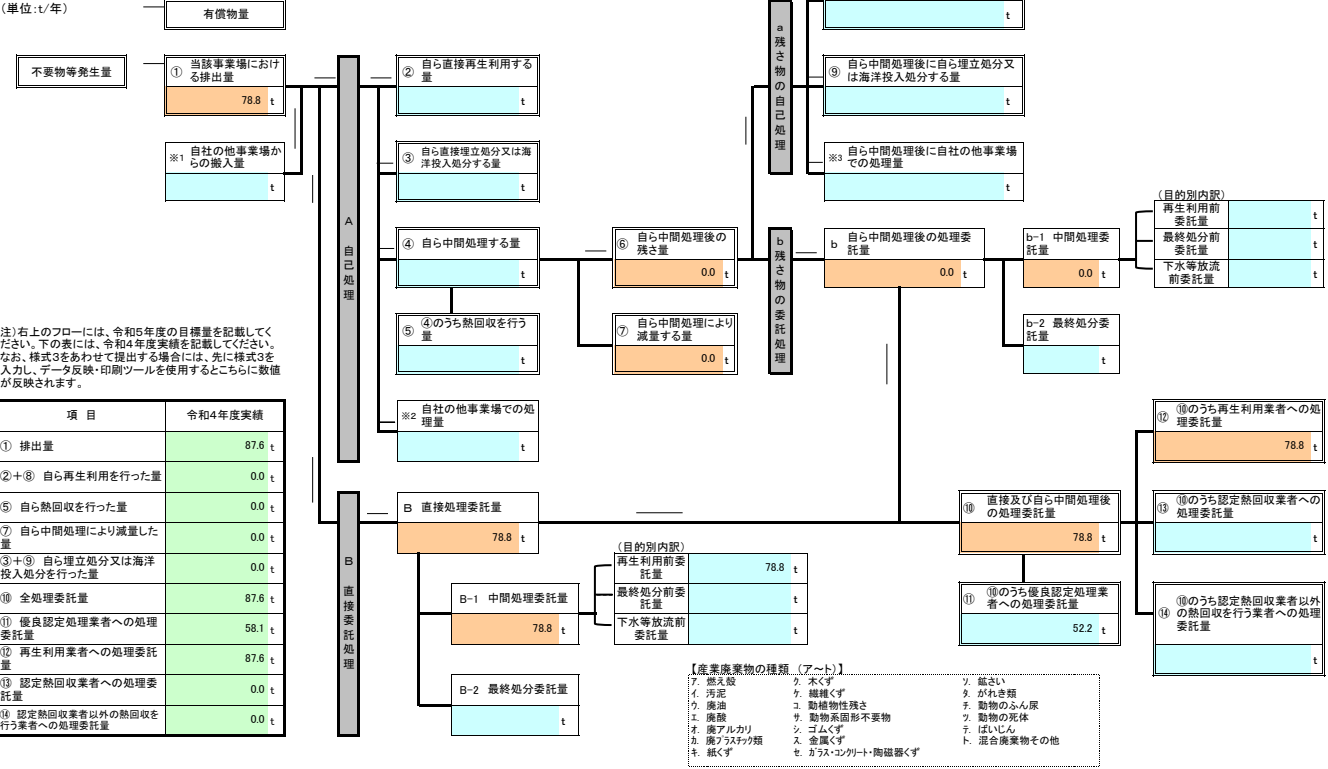 （単位:t/年）
有償物量
不要物等発生量
① 当該事業場におけ
る排出量
78.8 t
※1 自社の他事業場か
らの搬入量
t
A 自己処理
② 自ら直接再生利用する
量
t
③ 自ら直接埋立処分又は海
洋投入処分する量
t
④ 自ら中間処理する量
t
⑤ ④のうち熱回収を行う
量
t
※2 自社の他事業場での処
理量
t
⑥ 自ら中間処理後の
残さ量
0.0 t
⑦ 自ら中間処理により
減量する量
0.0 t
a 残さ物の自己処理
t
⑨ 自ら中間処理後に自ら埋立処分又
は海洋投入処分する量
t
※3 自ら中間処理後に自社の他事業場
での処理量
t
b 残さ物の委託処理
b 自ら中間処理後の処理委
託量
0.0 t
b-1 中間処理委
託量
0.0 t
b-2 最終処分委
託量
t
（目的別内訳）
再生利用前
委託量
t
最終処分前
委託量
t
下水等放流
前委託量
t
注）右上のフローには、令和5年度の目標量を記載してく
ださい。下の表には、令和4年度実績を記載してください。
なお、様式3をあわせて提出する場合には、先に様式3を
入力し、データ反映・印刷ツールを使用するとこちらに数値
が反映されます。
項 目 令和4年度実績
① 排出量 87.6 t
②＋⑧ 自ら再生利用を行った量 0.0 t
⑤ 自ら熱回収を行った量 0.0 t
⑦ 自ら中間処理により減量した
量 0.0 t
③＋⑨ 自ら埋立処分又は海洋
投入処分を行った量 0.0 t
⑩ 全処理委託量 87.6 t
⑪ 優良認定処理業者への処理
委託量 58.1 t
⑫ 再生利用業者への処理委託
量 87.6 t
⑬ 認定熱回収業者への処理委
託量 0.0 t
⑭ 認定熱回収業者以外の熱回収を
行う業者への処理委託量 0.0 t
B 直接委託処理
B 直接処理委託量
78.8 t
B-1 中間処理委託量
78.8 t
B-2 最終処分委託量
t
（目的別内訳）
再生利用前委
託量
78.8 t
最終処分前委
託量
t
下水等放流前
委託量
t
⑩ 直接及び自ら中間処理後
の処理委託量
78.8 t
⑪ ⑩のうち優良認定処理業
者への処理委託量
52.2 t
⑫ ⑩のうち再生利用業者への処
理委託量
78.8 t
⑬ ⑩のうち認定熱回収業者への
処理委託量
t
⑭ ⑩のうち認定熱回収業者以外
の熱回収を行う業者への処理
委託量
t
【産業廃棄物の種類 （ア～ト）】
ア. 燃え殻 ク. 木くず ソ. 鉱さい
イ. 汚泥 ケ. 繊維くず タ. がれき類
ウ. 廃油 コ. 動植物性残さ チ. 動物のふん尿
エ. 廃酸 サ. 動物系固形不要物 ツ. 動物の死体
オ. 廃アルカリ シ. ゴムくず テ. ばいじん
カ. 廃プラスチック類 ス. 金属くず ト. 混合廃棄物その他
キ. 紙くず セ. ガラス・コンクリート・陶磁器くず